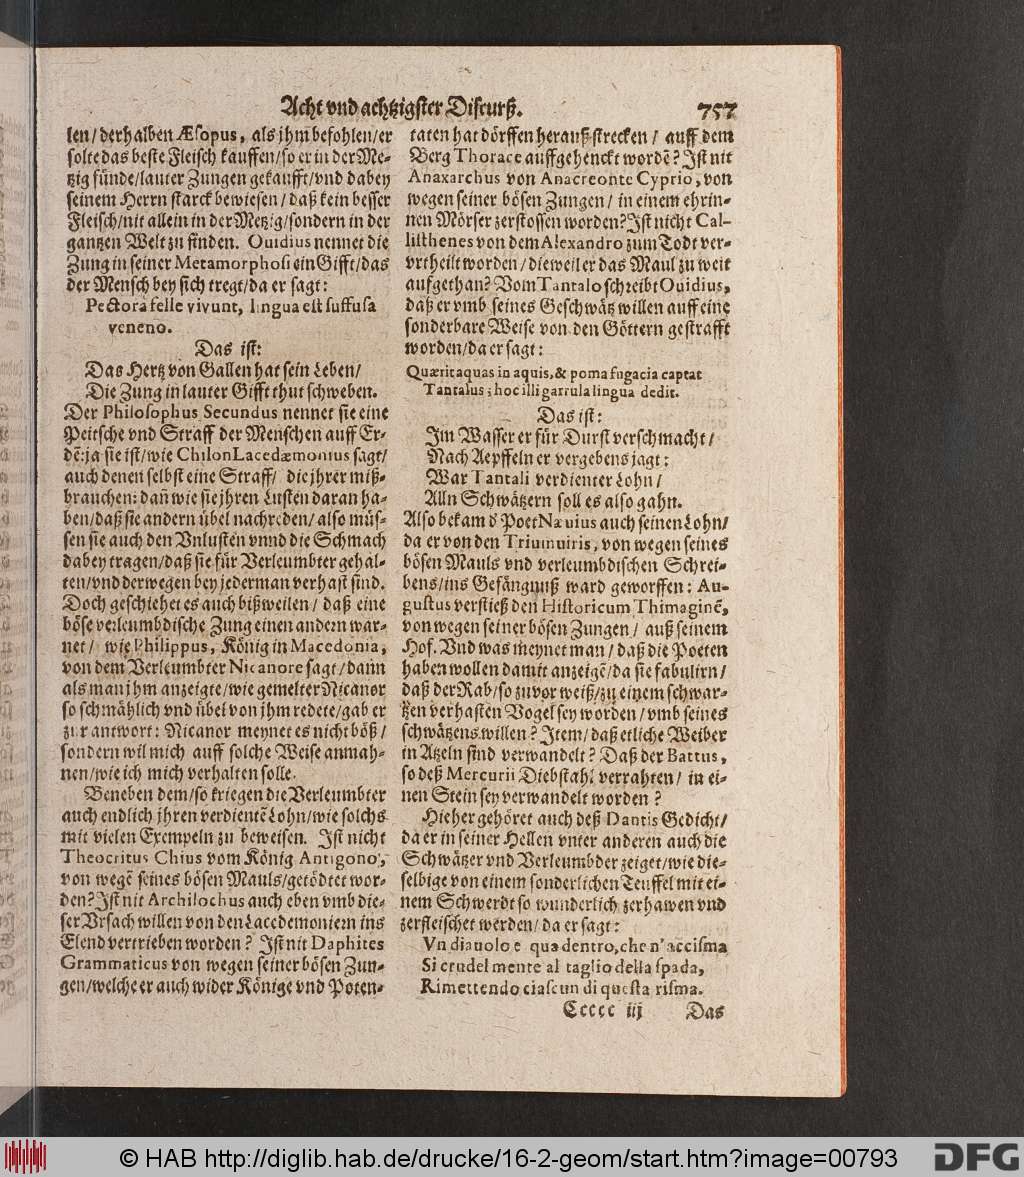 Acht vnd achtzigster Discurß. 757
len/ derhalben Æsopus, als jhm befohlen/ er
solte das beste Fleisch kauffen/ so er in der Me-
tzig fünde/ lauter Zungen gekaufft/ vnd dabey
seinem Herrn starck bewiesen/ daß kein besser
Fleisch/ nit allein in der Metzig/ sondern in der
gantzen Welt zu finden. Ouidius nennet die
Zung in seiner Metamorphosi ein Gifft/ das
der Mensch bey sich tregt/ da er sagt:
Pectora felle vivunt, lingua est suffusa
veneno.
Das ist:
Das Hertz von Gallen hat sein Leben/
Die Zung in lauter Gifft thut schweben.
Der Philosophus Secundus nennet sie eine
Peitsche vnd Straff der Menschen auff Er-
dē: ja sie ist/ wie Chilon Lacedæmonius sagt/
auch denen selbst eine Straff/ die jhrer miß-
brauchen: dañ wie sie jhren Lusten daran ha-
ben/ daß sie andern übel nachreden/ also müs-
sen sie auch den Vnlusten vnnd die Schmach
dabey tragen/ daß sie für Verleumbter gehal-
ten/ vnd derwegen bey jederman verhast sind.
Doch geschiehet es auch bißweilen/ daß eine
böse verleumbdische Zung einen andern war-
net/ wie Philippus, König in Macedonia,
von dem Verleumbter Nicanore sagt/ dann
als man jhm anzeigte/ wie gemelter Nicanor
so schmählich vnd übel von jhm redete/ gab er
zur antwort: Nicanor meynet es nicht böß/
sondern wil mich auff solche Weise anmah-
nen/ wie ich mich verhalten solle.
Beneben dem/ so kriegen die Verleumbter
auch endlich jhren verdientē Lohn/ wie solchs
mit vielen Exempeln zu beweisen. Ist nicht
Theocritus Chius vom König Antigono,
von wegē seines bösen Mauls/ getödtet wor-
den? Ist nit Archilochus auch eben vmb die-
ser Vrsach willen von den Lacedemoniern ins
Elend vertrieben worden? Ist nit Daphites
Grammaticus von wegen seiner bösen Zun-
gen/ welche er auch wider Könige vnd Poten-
taten hat dörffen herauß strecken/ auff dem
Berg Thorace auffgehenckt wordē? Ist nit
Anaxarchus von Anacreonte Cyprio, von
wegen seiner bösen Zungen/ in einem ehrin-
nen Mörser zerstossen worden? Ist nicht Cal-
listhenes von dem Alexandro zum Todt ver-
vrtheilt worden/ dieweil er das Maul zu weit
auffgethan? Vom Tantalo schreibt Ouidius,
daß er vmb seines Geschwätz willen auff eine
sonderbare Weise von den Göttern gestrafft
worden/ da er sagt:
Quærit aquas in aquis, & poma fugacia captat
Tantalus; hoc illi garrula lingua dedit.
Das ist:
Im Wasser er für Durst verschmacht/
Nach Aepffeln er vergebens jagt:
War Tantali verdienter Lohn/
Alln Schwätzern soll es also gahn.
Also bekam ð Poet Nævius auch seinen Lohn/
da er von den Triumuiris, von wegen seines
bösen Mauls vnd verleumbdischen Schrei-
bens/ ins Gefängnuß ward geworffen: Au-
gustus verstieß den Historicum Thimaginē,
von wegen seiner bösen Zungen/ auß seinem
Hof. Vnd was meynet man/ daß die Poeten
haben wollen damit anzeigē/ da sie fabulirn/
daß der Rab/ so zuvor weiß/ zu einem schwar-
tzen verhasten Vogel sey worden/ vmb seines
schwätzens willen? Item/ daß etliche Weiber
in Atzeln sind verwandelt? Daß der Battus,
so deß Mercurii Diebstahl verrahten/ in ei-
nen Stein sey verwandelt worden?
Hieher gehöret auch deß Dantis Gedicht/
da er in seiner Hellen vnter anderen auch die
Schwätzer vnd Verleumbder zeiget/ wie die-
selbige von einem sonderlichen Teuffel mit ei-
nem Schwerdt so wunderlich zerhawen vnd
zerfleischet werden/ da er sagt:
Vn diauolo e qua dentro, che n'accisma
Si crudelmente al taglio della spada,
Rimettendo ciascun di questa risma.
Ccccc iij Das
© HAB http://diglib.hab.de/drucke/16-2-geom/start.htm?image=00793
DFG